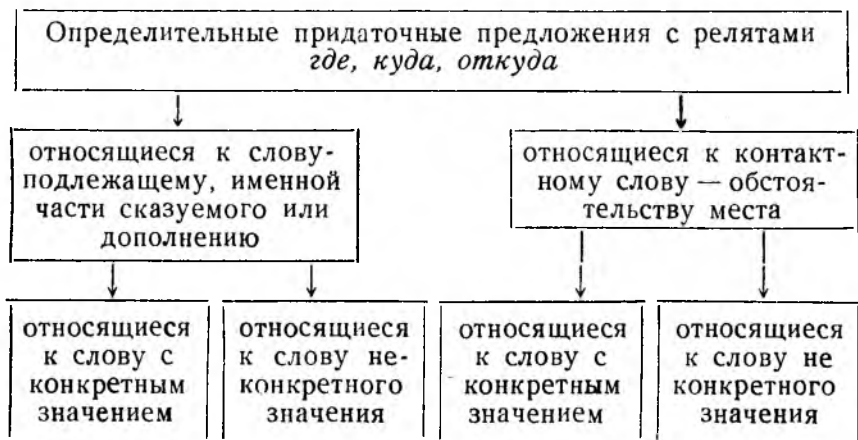 Определительные придаточные предложения с релятами
где, куда, откуда
относящиеся к слову-
подлежащему, именной
части сказуемого или
дополнению
относящиеся к контакт-
ному слову — обстоя-
тельству места
относящиеся
к слову с
конкретным
значением
относящиеся
к слову не-
конкретного
значения
относящиеся
к слову с
конкретным
значением
относящиеся
к слову не
конкретного
значения